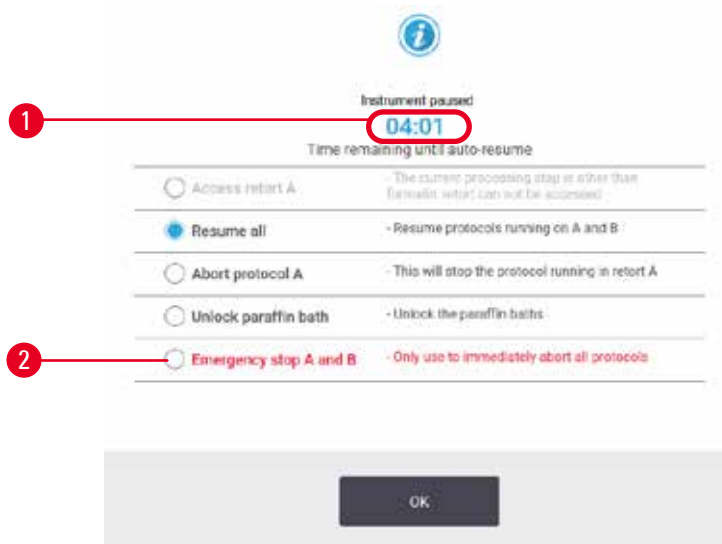 i
Instrument paused
1
04:01
Time remaining until auto-resume
Access retort A
- The current processing step is other than
formalin retort can not be accessed
Resume all
- Resume protocols running on A and B
Abort protocol A
- This will stop the protocol running in retort A
Unlock paraffin bath
- Unlock the paraffin baths
2
Emergency stop A and B
- Only use to immediately abort all protocols
OK